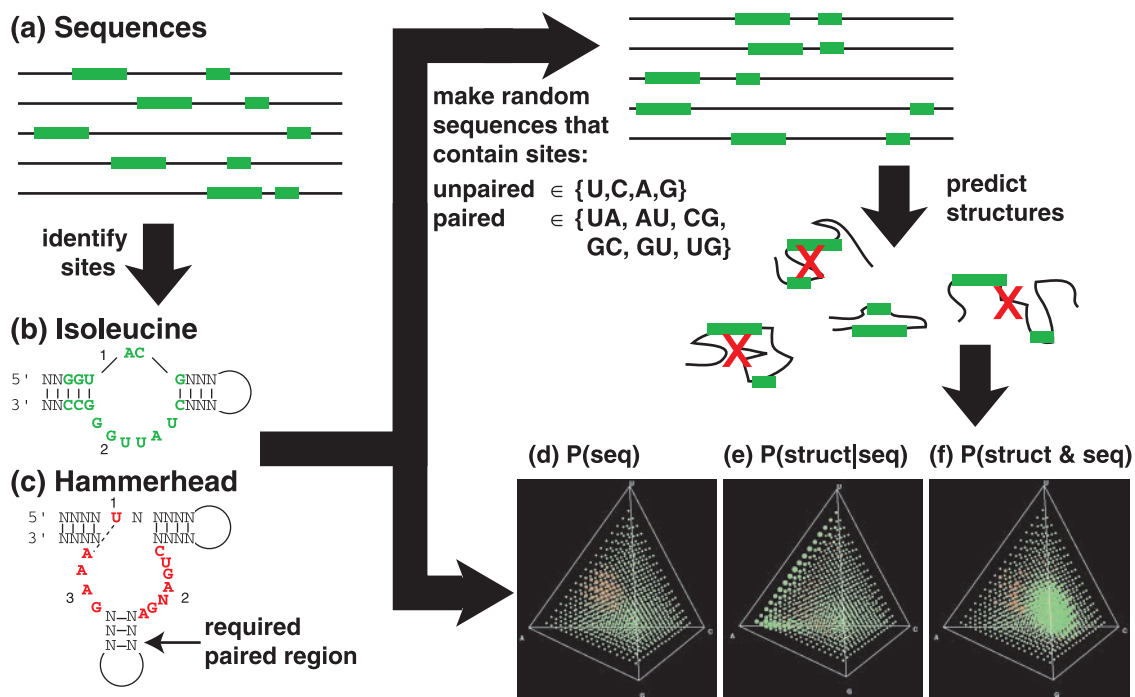 (a) Sequences
identify
sites
make random
sequences that
contain sites:
unpaired ∈ {U,C,A,G}
paired ∈ {UA, AU, CG,
GC, GU, UG}
predict
structures
X
X
X
(b) Isoleucine
1
AC
5' NNGGU GNNN
3' NNCCG CNNN
G G U U A U
2
(c) Hammerhead
1
5' NNNN U N NNNN
3' NNNN NNNN
A A A G
3
C U G A N A G
2
N–N
N–N
N–N
required
paired region
(d) P(seq)
(e) P(struct|seq)
(f) P(struct & seq)
U
A
C
G
U
A
C
G
U
A
C
G